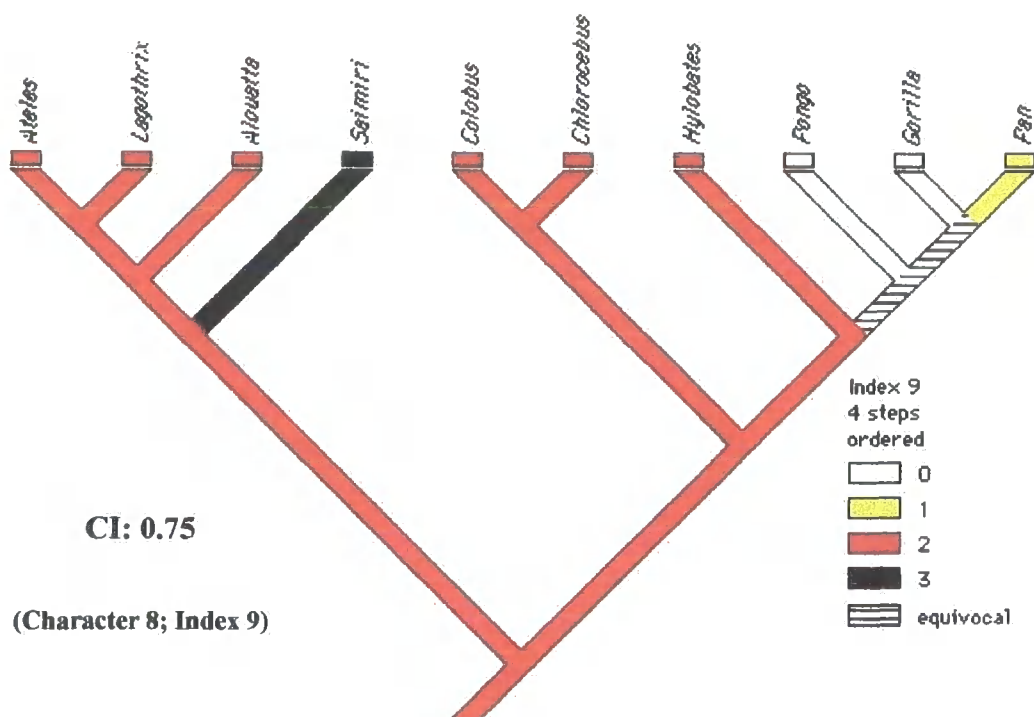 Ateles
Lagothrix
Alouatta
Saimiri
Colobus
Chlorocebus
Hylobates
Pongo
Gorilla
Pan
Index 9
4 steps
ordered
0
1
2
3
equivocal
CI: 0.75
(Character 8; Index 9)